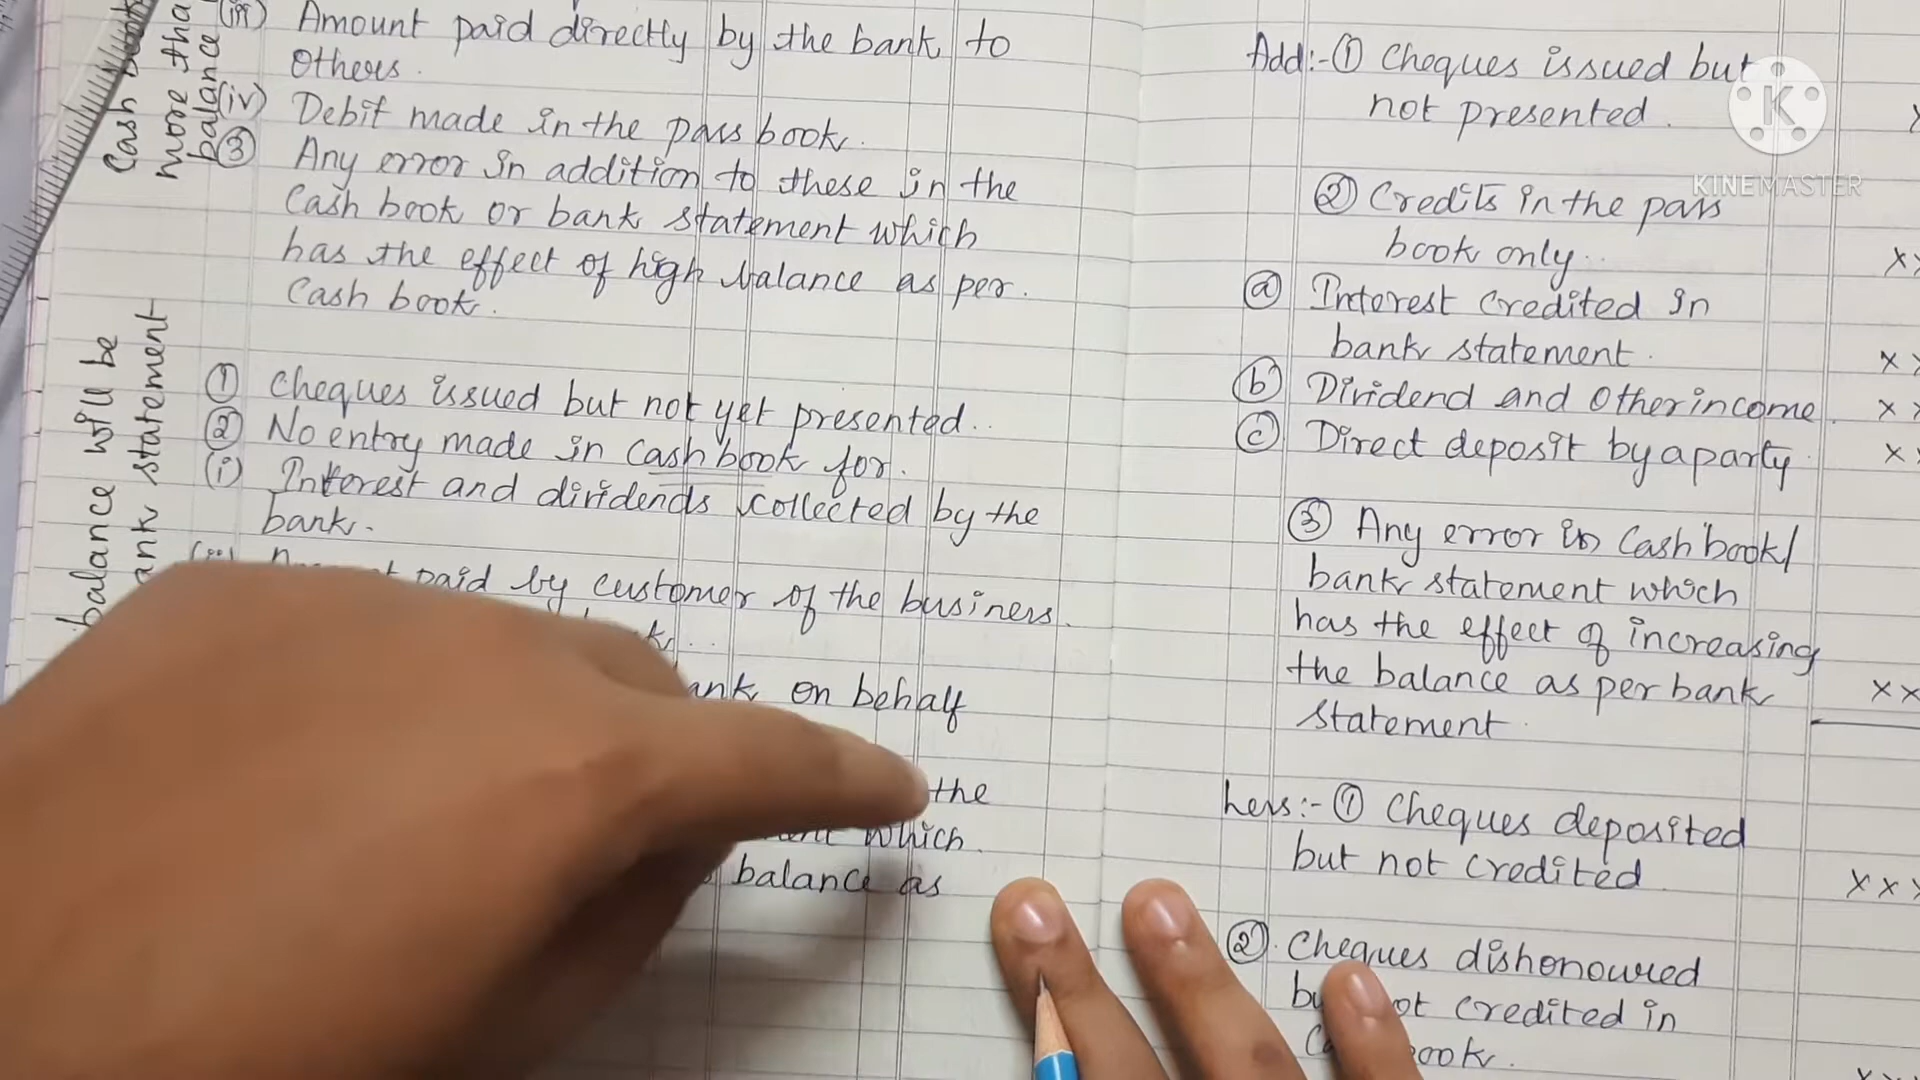 (iii) Amount paid directly by the bank to
others.
(iv) Debit made in the pass book.
③ Any error in addition to these in the
Cash book or bank statement which
has the effect of high balance as per.
Cash book.
Cash book
more tha
balance
① Cheques issued but not yet presented..
② No entry made in cash book for.
(i) Interest and dividends collected by the
bank.
paid by customer of the business.
ank on behalf
the
which.
balance as
balance will be
ank statement
Add:-① Cheques issued but
not presented.
② Credits in the pass
book only..
ⓐ Interest credited in
bank statement.
ⓑ Dividend and Other income.
ⓒ Direct deposit by a party.
③ Any error in Cash book/
bank statement which
has the effect of increasing
the balance as per bank
statement.
Less:-① Cheques deposited
but not credited
② Cheques dishonoured
ot credited in
ook.
K
KINEMASTER